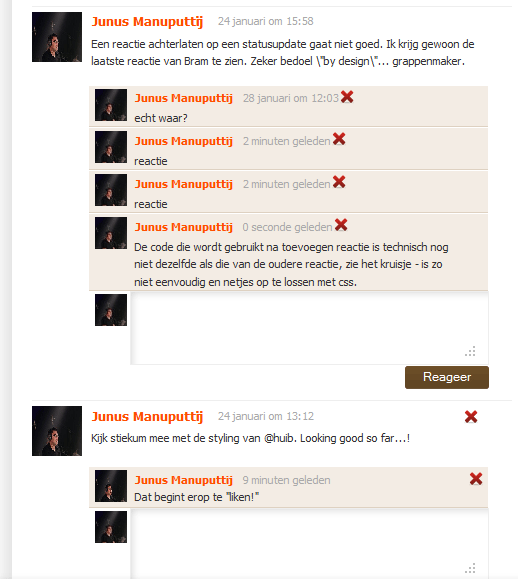 Junus Manuputtij 24 januari om 15:58
Een reactie achterlaten op een statusupdate gaat niet goed. Ik krijg gewoon de
laatste reactie van Bram te zien. Zeker bedoel \"by design\"... grappenmaker.
Junus Manuputtij 28 januari om 12:03
echt waar?
Junus Manuputtij 2 minuten geleden
reactie
Junus Manuputtij 2 minuten geleden
reactie
Junus Manuputtij 0 seconde geleden
De code die wordt gebruikt na toevoegen reactie is technisch nog
niet dezelfde als die van de oudere reactie, zie het kruisje - is zo
niet eenvoudig en netjes op te lossen met css.
Reageer
Junus Manuputtij 24 januari om 13:12
Kijk stiekum mee met de styling van @huib. Looking good so far...!
Junus Manuputtij 9 minuten geleden
Dat begint erop te "liken!"